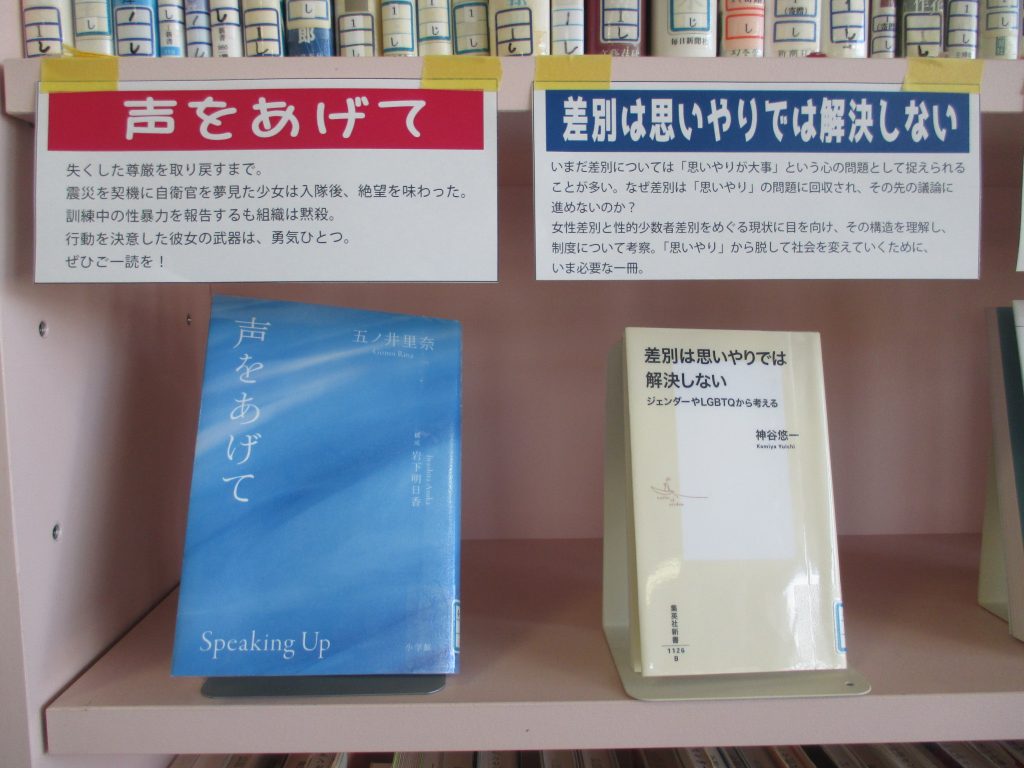 毎日新聞社
声をあげて
失くした尊厳を取り戻すまで。
震災を契機に自衛官を夢見た少女は入隊後、絶望を味わった。
訓練中の性暴力を報告するも組織は黙殺。
行動を決意した彼女の武器は、勇気ひとつ。
ぜひご一読を！
差別は思いやりでは解決しない
いまだ差別については「思いやりが大事」という心の問題として捉えられる
ことが多い。なぜ差別は「思いやり」の問題に回収され、その先の議論に
進めないのか？
女性差別と性的少数者差別をめぐる現状に目を向け、その構造を理解し、
制度について考察。「思いやり」から脱して社会を変えていくために、
いま必要な一冊。
声をあげて
五ノ井里奈
Gonoi Rina
構成 岩下明日香
Iwashita Asuka
Speaking Up
小学館
差別は思いやりでは
解決しない
ジェンダーやLGBTQから考える
神谷悠一
Kamiya Yuichi
集英社新書
1126
B